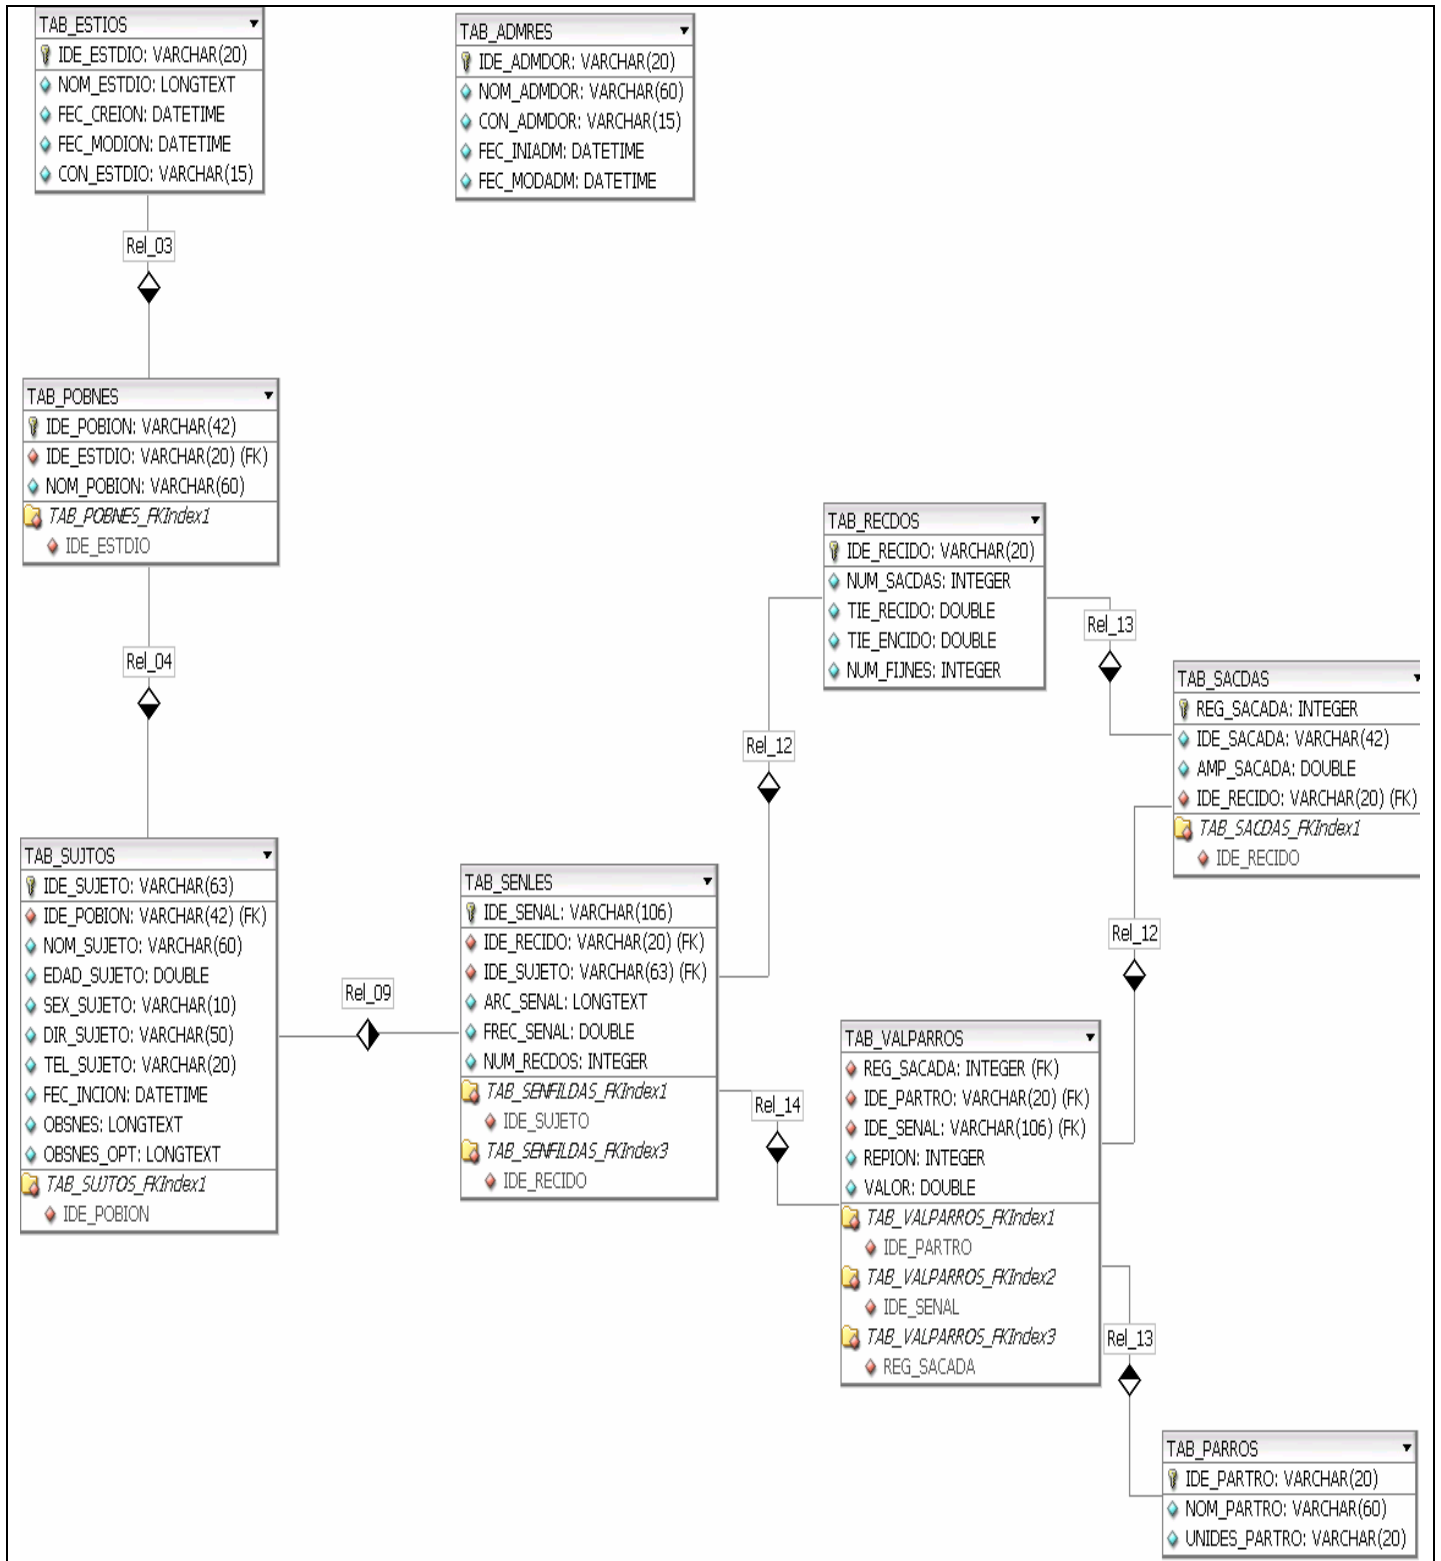 TAB_ESTIOS
IDE_ESTDIO: VARCHAR(20)
NOM_ESTDIO: LONGTEXT
FEC_CREION: DATETIME
FEC_MODION: DATETIME
CON_ESTDIO: VARCHAR(15)
TAB_ADMRES
IDE_ADMDOR: VARCHAR(20)
NOM_ADMDOR: VARCHAR(60)
CON_ADMDOR: VARCHAR(15)
FEC_INIADM: DATETIME
FEC_MODADM: DATETIME
Rel_03
TAB_POBNES
IDE_POBION: VARCHAR(42)
IDE_ESTDIO: VARCHAR(20) (FK)
NOM_POBION: VARCHAR(60)
TAB_POBNES_FKIndex1
IDE_ESTDIO
Rel_04
TAB_SUJTOS
IDE_SUJETO: VARCHAR(63)
IDE_POBION: VARCHAR(42) (FK)
NOM_SUJETO: VARCHAR(60)
EDAD_SUJETO: DOUBLE
SEX_SUJETO: VARCHAR(10)
DIR_SUJETO: VARCHAR(50)
TEL_SUJETO: VARCHAR(20)
FEC_INCION: DATETIME
OBSNES: LONGTEXT
OBSNES_OPT: LONGTEXT
TAB_SUJTOS_FKIndex1
IDE_POBION
Rel_09
TAB_SENLES
IDE_SENAL: VARCHAR(106)
IDE_RECIDO: VARCHAR(20) (FK)
IDE_SUJETO: VARCHAR(63) (FK)
ARC_SENAL: LONGTEXT
FREC_SENAL: DOUBLE
NUM_RECDOS: INTEGER
TAB_SENFILDAS_FKIndex1
IDE_SUJETO
TAB_SENFILDAS_FKIndex3
IDE_RECIDO
Rel_12
TAB_RECDOS
IDE_RECIDO: VARCHAR(20)
NUM_SACDAS: INTEGER
TIE_RECIDO: DOUBLE
TIE_ENCIDO: DOUBLE
NUM_FIJNES: INTEGER
Rel_13
TAB_SACDAS
REG_SACADA: INTEGER
IDE_SACADA: VARCHAR(42)
AMP_SACADA: DOUBLE
IDE_RECIDO: VARCHAR(20) (FK)
TAB_SACDAS_FKIndex1
IDE_RECIDO
Rel_12
Rel_14
TAB_VALPARROS
REG_SACADA: INTEGER (FK)
IDE_PARTRO: VARCHAR(20) (FK)
IDE_SENAL: VARCHAR(106) (FK)
REPION: INTEGER
VALOR: DOUBLE
TAB_VALPARROS_FKIndex1
IDE_PARTRO
TAB_VALPARROS_FKIndex2
IDE_SENAL
TAB_VALPARROS_FKIndex3
REG_SACADA
Rel_13
TAB_PARROS
IDE_PARTRO: VARCHAR(20)
NOM_PARTRO: VARCHAR(60)
UNIDES_PARTRO: VARCHAR(20)